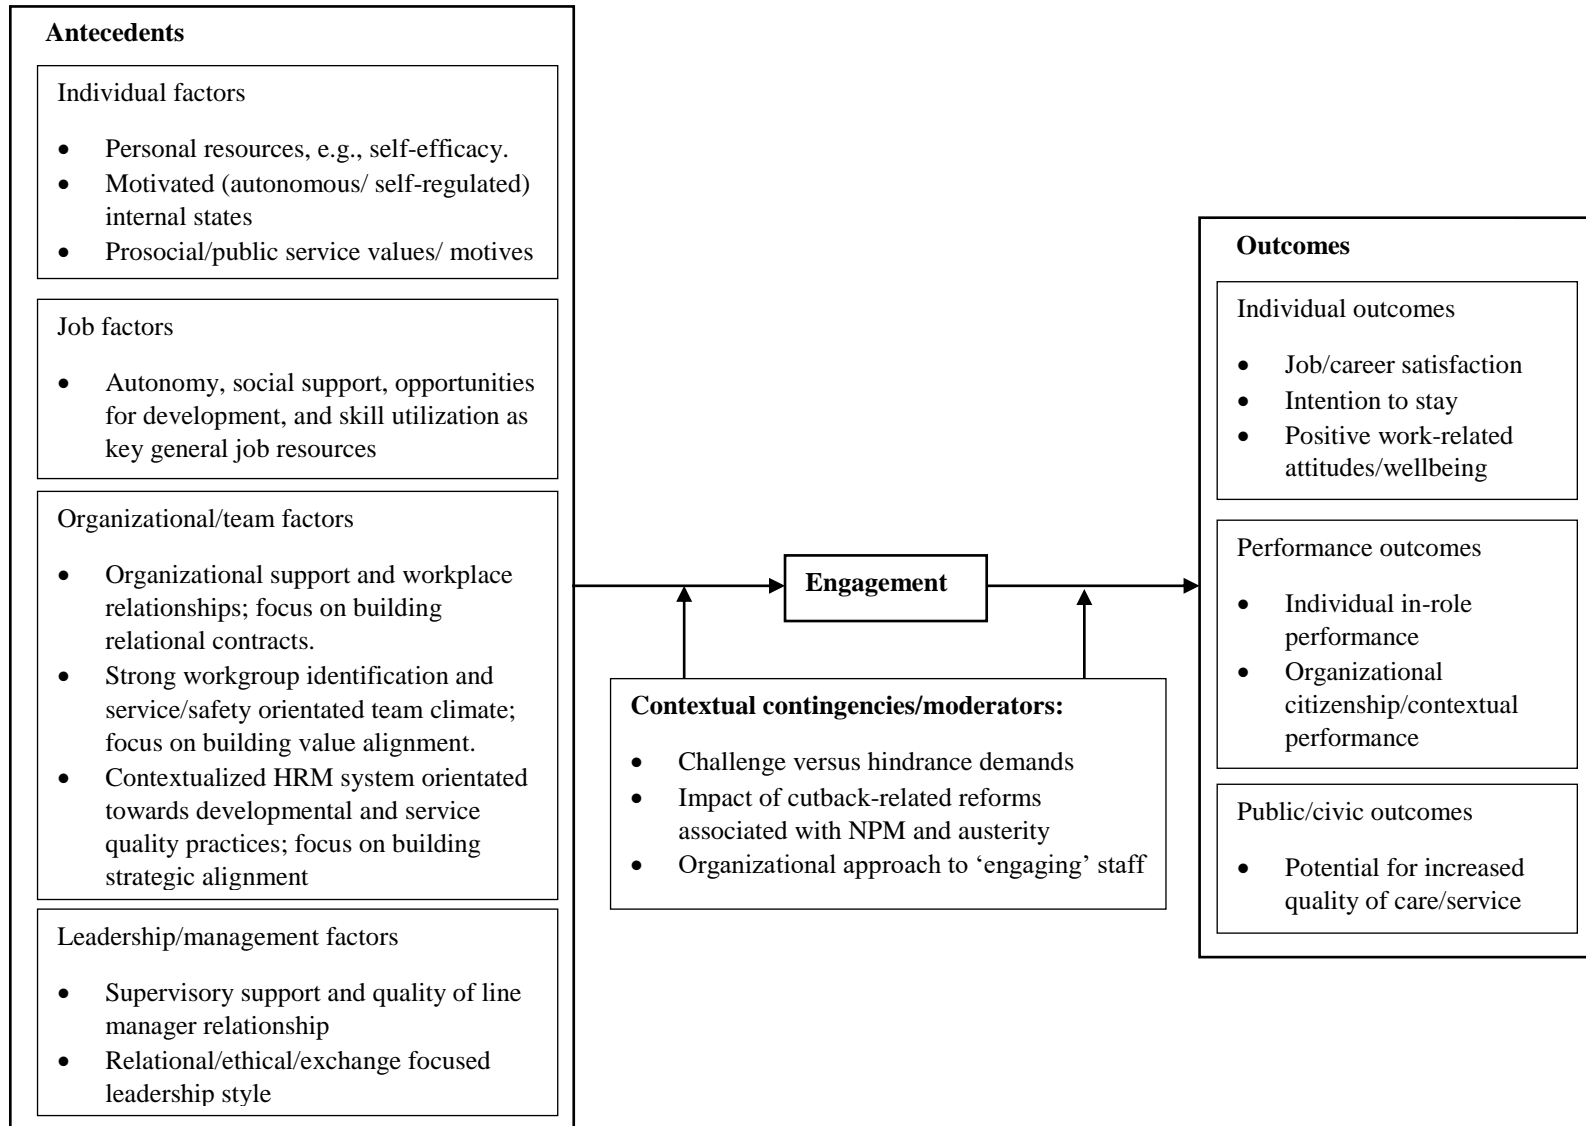 Antecedents
Individual factors
• Personal resources, e.g., self-efficacy.
• Motivated (autonomous/ self-regulated)
internal states
• Prosocial/public service values/ motives
Job factors
• Autonomy, social support, opportunities
for development, and skill utilization as
key general job resources
Organizational/team factors
• Organizational support and workplace
relationships; focus on building
relational contracts.
• Strong workgroup identification and
service/safety orientated team climate;
focus on building value alignment.
• Contextualized HRM system orientated
towards developmental and service
quality practices; focus on building
strategic alignment
Leadership/management factors
• Supervisory support and quality of line
manager relationship
• Relational/ethical/exchange focused
leadership style
Engagement
Contextual contingencies/moderators:
• Challenge versus hindrance demands
• Impact of cutback-related reforms
associated with NPM and austerity
• Organizational approach to ‘engaging’ staff
Outcomes
Individual outcomes
• Job/career satisfaction
• Intention to stay
• Positive work-related
attitudes/wellbeing
Performance outcomes
• Individual in-role
performance
• Organizational
citizenship/contextual
performance
Public/civic outcomes
• Potential for increased
quality of care/service